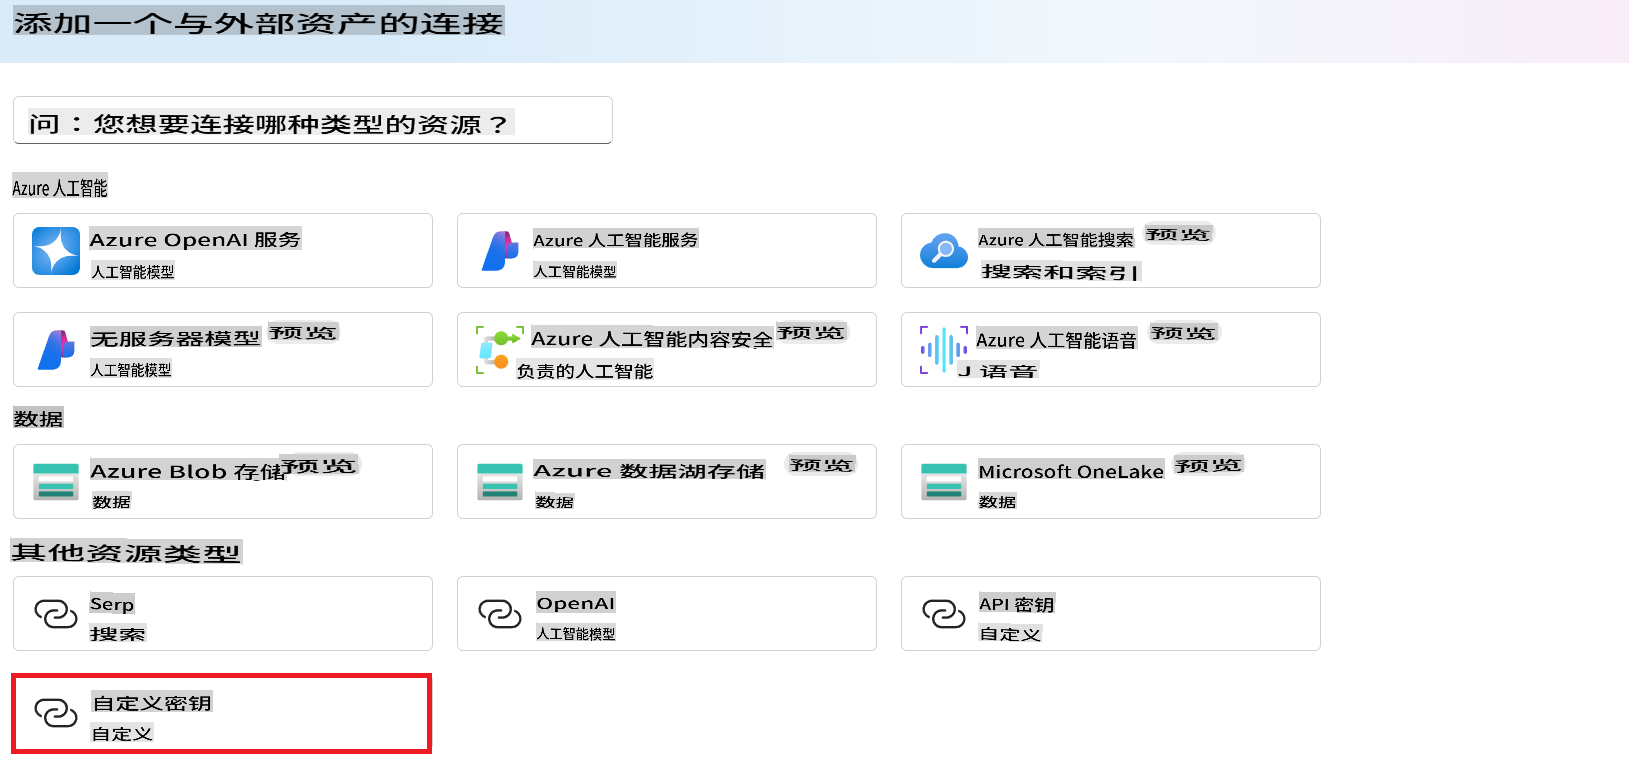 添加一个与外部资产的连接
问：您想要连接哪种类型的资源？
Azure 人工智能
Azure OpenAI 服务
人工智能模型
Azure 人工智能服务
人工智能模型
Azure 人工智能搜索 预览
搜索和索引
无服务器模型 预览
人工智能模型
Azure 人工智能内容安全 预览
负责的人工智能
Azure 人工智能语音 预览
语音
数据
Azure Blob 存储 预览
数据
Azure 数据湖存储 预览
数据
Microsoft OneLake 预览
数据
其他资源类型
Serp
搜索
OpenAI
人工智能模型
API 密钥
自定义
自定义密钥
自定义